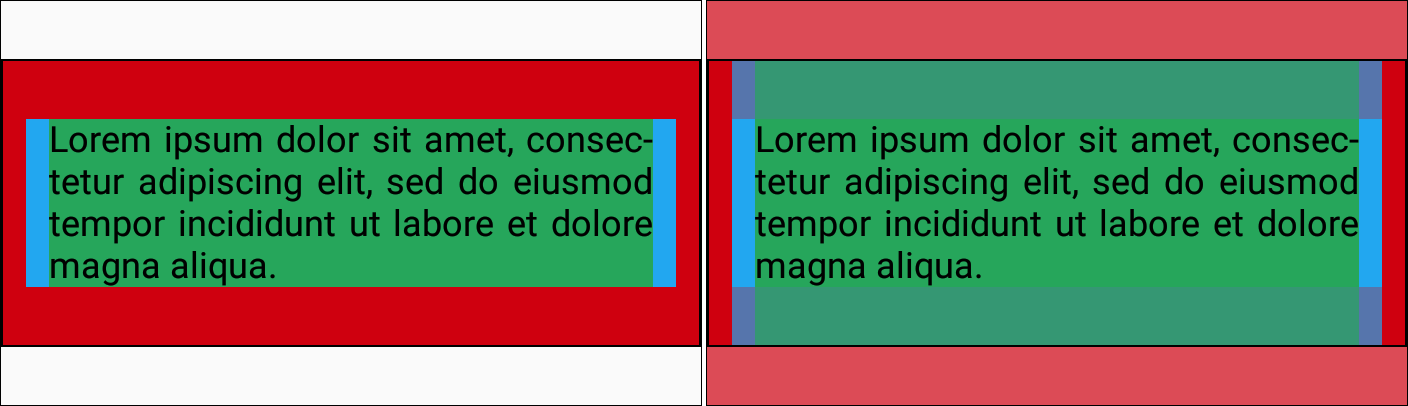 Lorem ipsum dolor sit amet, consec-
tetur adipiscing elit, sed do eiusmod
tempor incididunt ut labore et dolore
magna aliqua.
Lorem ipsum dolor sit amet, consec-
tetur adipiscing elit, sed do eiusmod
tempor incididunt ut labore et dolore
magna aliqua.